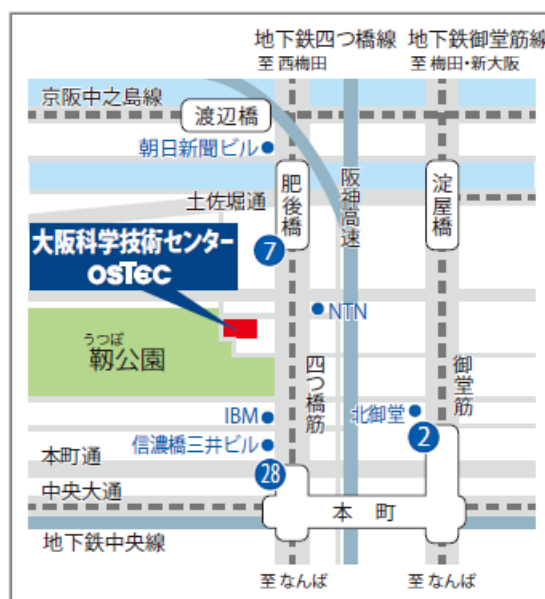 地下鉄四つ橋線
至 西梅田
地下鉄御堂筋線
至 梅田・新大阪
京阪中之島線
渡辺橋
朝日新聞ビル
土佐堀通
肥後橋
阪神高速
淀屋橋
大阪科学技術センター
OSTEC
7
NTN
うつぼ
靱公園
四つ橋筋
御堂筋
IBM
北御堂
2
信濃橋三井ビル
本町通
28
中央大通
本町
地下鉄中央線
至 なんば
至 なんば